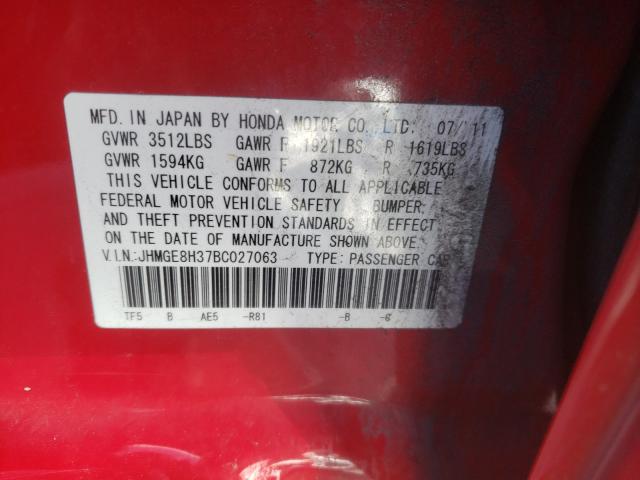 MFD. IN JAPAN BY HONDA MOTOR CO., LTD. 07/11
GVWR 3512LBS GAWR F 1921LBS R 1619LBS
GVWR 1594KG GAWR F 872KG R 735KG
THIS VEHICLE CONFORMS TO ALL APPLICABLE
FEDERAL MOTOR VEHICLE SAFETY, BUMPER,
AND THEFT PREVENTION STANDARDS IN EFFECT
ON THE DATE OF MANUFACTURE SHOWN ABOVE.
V.I.N.:JHMGE8H37BC027063 TYPE: PASSENGER CAR
TF5 B AE5 -R81 -B -C